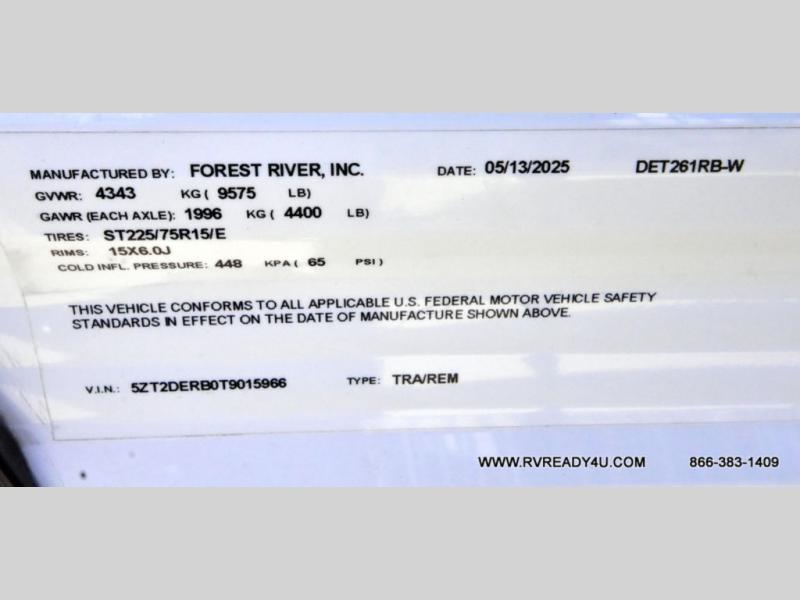 MANUFACTURED BY: FOREST RIVER, INC. DATE: 05/13/2025 DET261RB-W
GVWR: 4343 KG ( 9575 LB)
GAWR (EACH AXLE): 1996 KG ( 4400 LB)
TIRES: ST225/75R15/E
RIMS: 15X6.0J
COLD INFL. PRESSURE: 448 KPA ( 65 PSI )
THIS VEHICLE CONFORMS TO ALL APPLICABLE U.S. FEDERAL MOTOR VEHICLE SAFETY
STANDARDS IN EFFECT ON THE DATE OF MANUFACTURE SHOWN ABOVE.
V.I.N.: 5ZT2DERB0T9015966 TYPE: TRA/REM
WWW.RVREADY4U.COM 866-383-1409